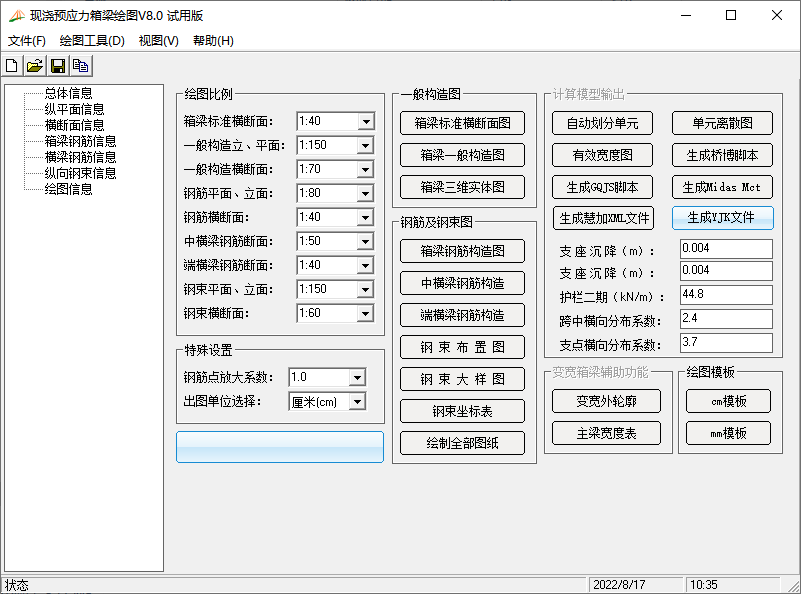 现浇预应力箱梁绘图V8.0 试用版
文件(F) 绘图工具(D) 视图(V) 帮助(H)
总体信息
纵平面信息
横断面信息
箱梁钢筋信息
横梁钢筋信息
纵向钢束信息
绘图信息
绘图比例
箱梁标准横断面: 1:40
一般构造立、平面: 1:150
一般构造横断面: 1:70
钢筋平面、立面: 1:80
钢筋横断面: 1:40
中横梁钢筋断面: 1:50
端横梁钢筋断面: 1:40
钢束平面、立面: 1:150
钢束横断面: 1:60
特殊设置
钢筋点放大系数: 1.0
出图单位选择: 厘米(cm)
一般构造图
箱梁标准横断面图
箱梁一般构造图
箱梁三维实体图
钢筋及钢束图
箱梁钢筋构造图
中横梁钢筋构造
端横梁钢筋构造
钢 束 布 置 图
钢 束 大 样 图
钢束坐标表
绘制全部图纸
计算模型输出
自动划分单元 单元离散图
有效宽度图 生成桥博脚本
生成GQJS脚本 生成Midas Mct
生成慧加XML文件 生成YJK文件
支 座 沉 降（m）: 0.004
支 座 沉 降（m）: 0.004
护栏二期（kN/m）: 44.8
跨中横向分布系数: 2.4
支点横向分布系数: 3.7
变宽箱梁辅助功能
变宽外轮廓
主梁宽度表
绘图模板
cm模板
mm模板
状态 2022/8/17 10:35